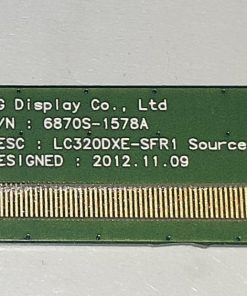 G Display Co., Ltd
/N : 6870S-1578A
ESC : LC320DXE-SFR1 Source
ESIGNED : 2012.11.09